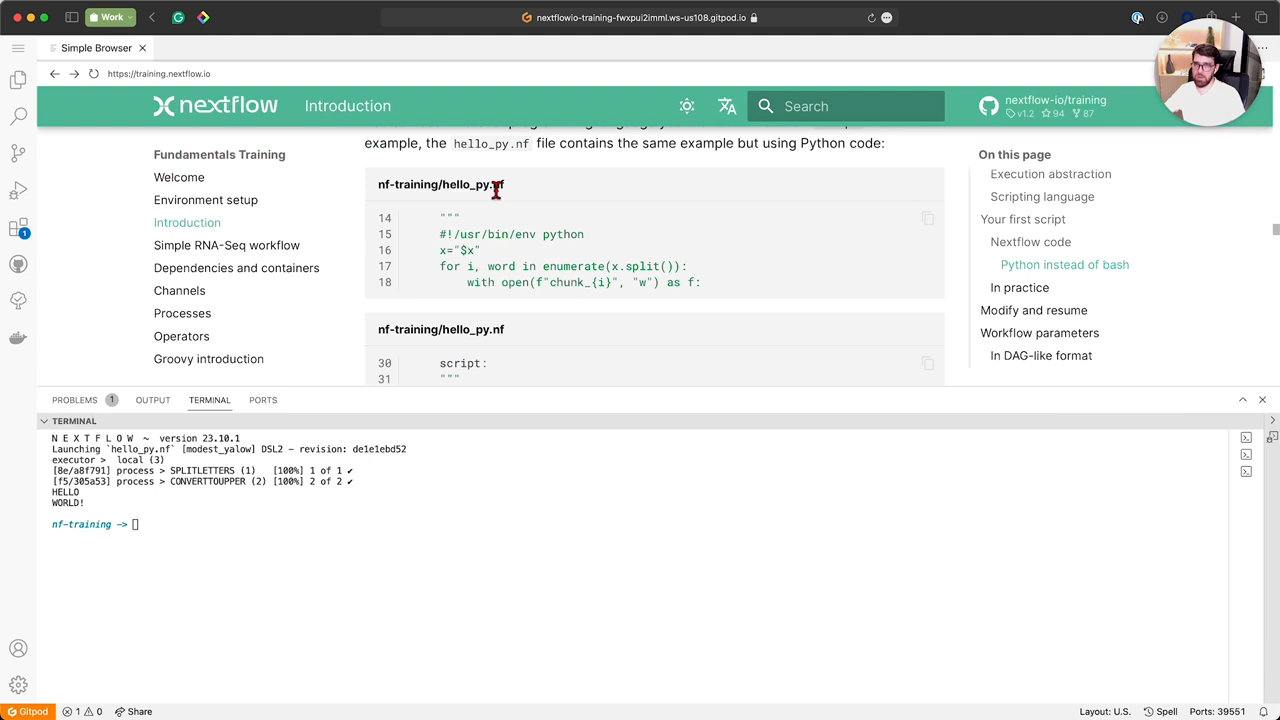 Work
nextflowio-training-fwxpui2imml.ws-us108.gitpod.io
Simple Browser
https://training.nextflow.io
nextflow
Introduction
Search
nextflow-io/training
v1.2 94 87
Fundamentals Training
Welcome
Environment setup
Introduction
Simple RNA-Seq workflow
Dependencies and containers
Channels
Processes
Operators
Groovy introduction
example, the hello_py.nf file contains the same example but using Python code:
nf-training/hello_py.nf
14 """
15 #!/usr/bin/env python
16 x="$x"
17 for i, word in enumerate(x.split()):
18 with open(f"chunk_{i}", "w") as f:
nf-training/hello_py.nf
30 script:
31 """
On this page
Execution abstraction
Scripting language
Your first script
Nextflow code
Python instead of bash
In practice
Modify and resume
Workflow parameters
In DAG-like format
1
PROBLEMS 1 OUTPUT TERMINAL PORTS
TERMINAL
N E X T F L O W ~ version 23.10.1
Launching `hello_py.nf` [modest_yalow] DSL2 - revision: de1e1ebd52
executor > local (3)
[8e/a8f791] process > SPLITLETTERS (1) [100%] 1 of 1 ✔
[f5/305a53] process > CONVERTTOUPPER (2) [100%] 2 of 2 ✔
HELLO
WORLD!
nf-training ->
Gitpod 1 0 Share
Layout: U.S. Spell Ports: 39551